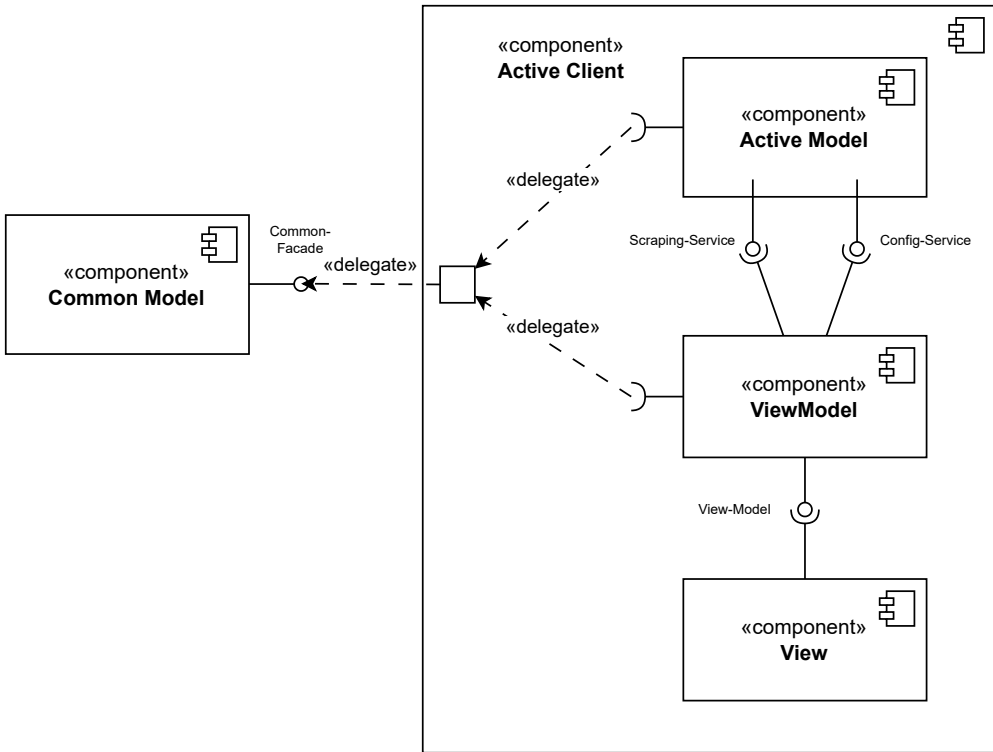 «component»
Active Client
«component»
Active Model
«delegate»
Common-
Facade
«delegate»
«component»
Common Model
Scraping-Service
Config-Service
«delegate»
«component»
ViewModel
View-Model
«component»
View